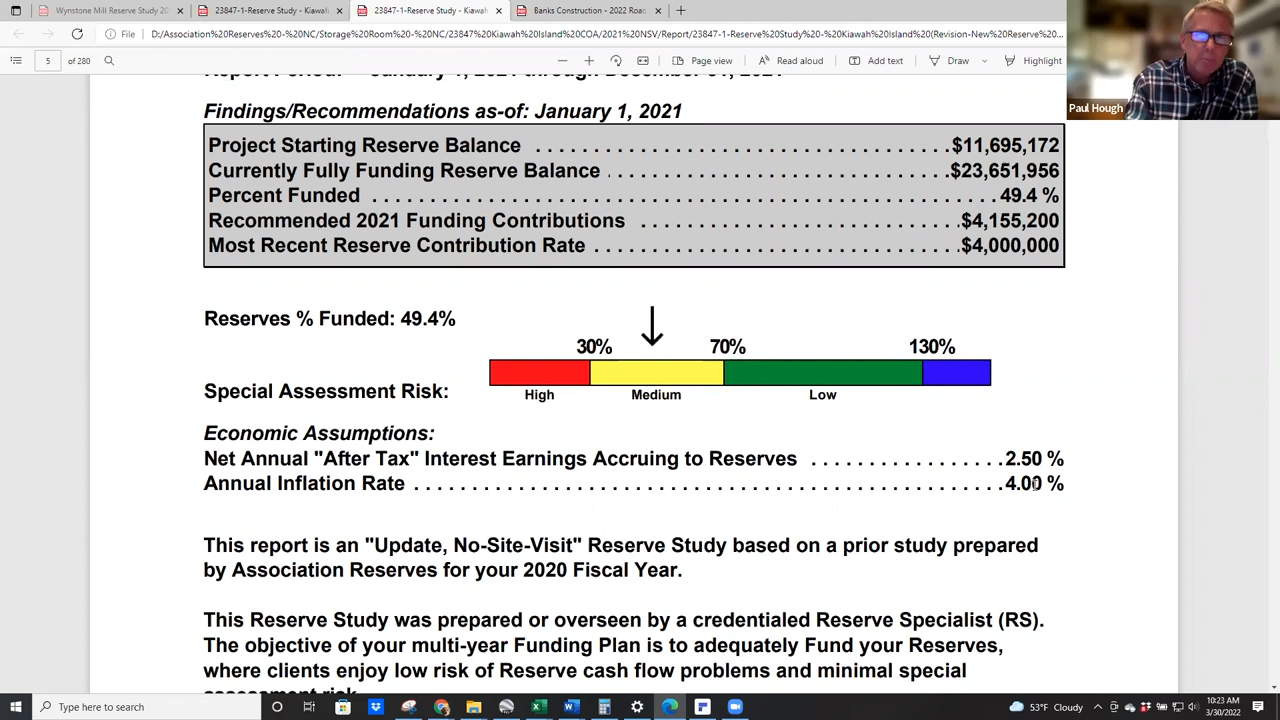 Wynstone Mill Reserve Study 20
23847-1-Reserve Study - Kiawah
23847-1-Reserve Study - Kiawah
Banks Construction - 2022 Road
File
D:/Association%20Reserves%20-%20NC/Storage%20Room%20-%20NC/23847%20Kiawah%20Island%20COA/2021%20NSV/Report/23847-1-Reserve%20Study%20-%20Kiawah%20Island%20(Revision-New%20Reserve%20...
5 of 280
Page view
Read aloud
Add text
Draw
Highlight
Paul Hough
Findings/Recommendations as-of: January 1, 2021
Project Starting Reserve Balance . . . . . . . . . . . . . . . . . . . . . . . . $11,695,172
Currently Fully Funding Reserve Balance . . . . . . . . . . . . . . . . . . . . $23,651,956
Percent Funded . . . . . . . . . . . . . . . . . . . . . . . . . . . . . . . . . . . 49.4 %
Recommended 2021 Funding Contributions . . . . . . . . . . . . . . . . . . $4,155,200
Most Recent Reserve Contribution Rate . . . . . . . . . . . . . . . . . . . . . $4,000,000
Reserves % Funded: 49.4%
30% 70% 130%
Special Assessment Risk:
High Medium Low
Economic Assumptions:
Net Annual "After Tax" Interest Earnings Accruing to Reserves . . . . . . . . . . . 2.50 %
Annual Inflation Rate . . . . . . . . . . . . . . . . . . . . . . . . . . . . . . . . . 4.00 %
This report is an "Update, No-Site-Visit" Reserve Study based on a prior study prepared
by Association Reserves for your 2020 Fiscal Year.
This Reserve Study was prepared or overseen by a credentialed Reserve Specialist (RS).
The objective of your multi-year Funding Plan is to adequately Fund your Reserves,
where clients enjoy low risk of Reserve cash flow problems and minimal special
assessment risk.
Type here to search
53°F Cloudy
10:23 AM
3/30/2022